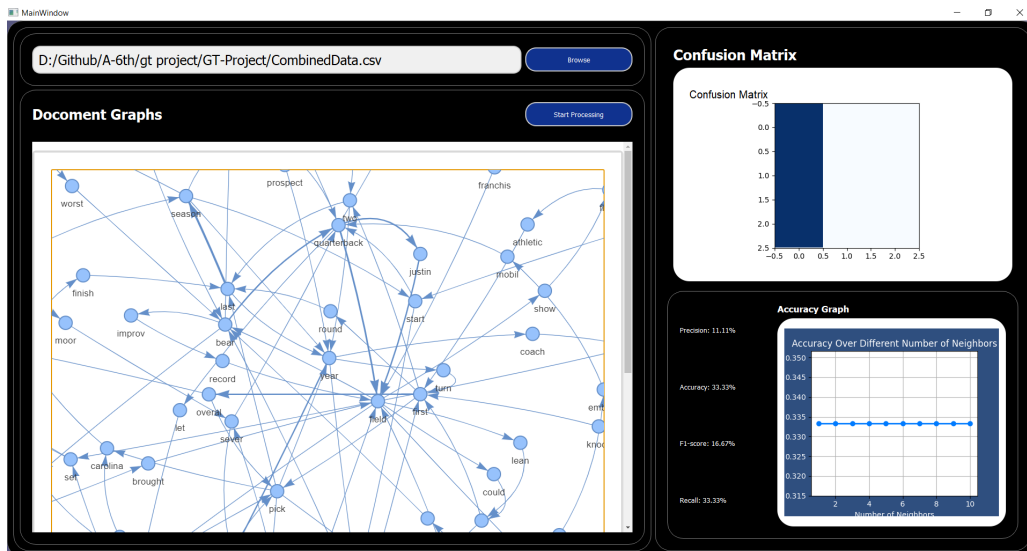 MainWindow
D:/Github/A-6th/gt project/GT-Project/CombinedData.csv
Browse
Docoment Graphs
Start Processing
worst
prospect
franchis
season
two
quarterback
athletic
justin
mobil
finish
last
show
moor
improv
bear
round
start
record
year
coach
turn
overal
let
sever
field
first
emb
knoc
carolina
set
brought
lean
could
pick
Confusion Matrix
Confusion Matrix
−0.5
0.0
0.5
1.0
1.5
2.0
2.5
−0.5 0.0 0.5 1.0 1.5 2.0 2.5
Precision: 11.11%
Accuracy: 33.33%
F1-score: 16.67%
Recall: 33.33%
Accuracy Graph
Accuracy Over Different Number of Neighbors
0.350
0.345
0.340
0.335
0.330
0.325
0.320
0.315
2 4 6 8 10
Number of Neighbors